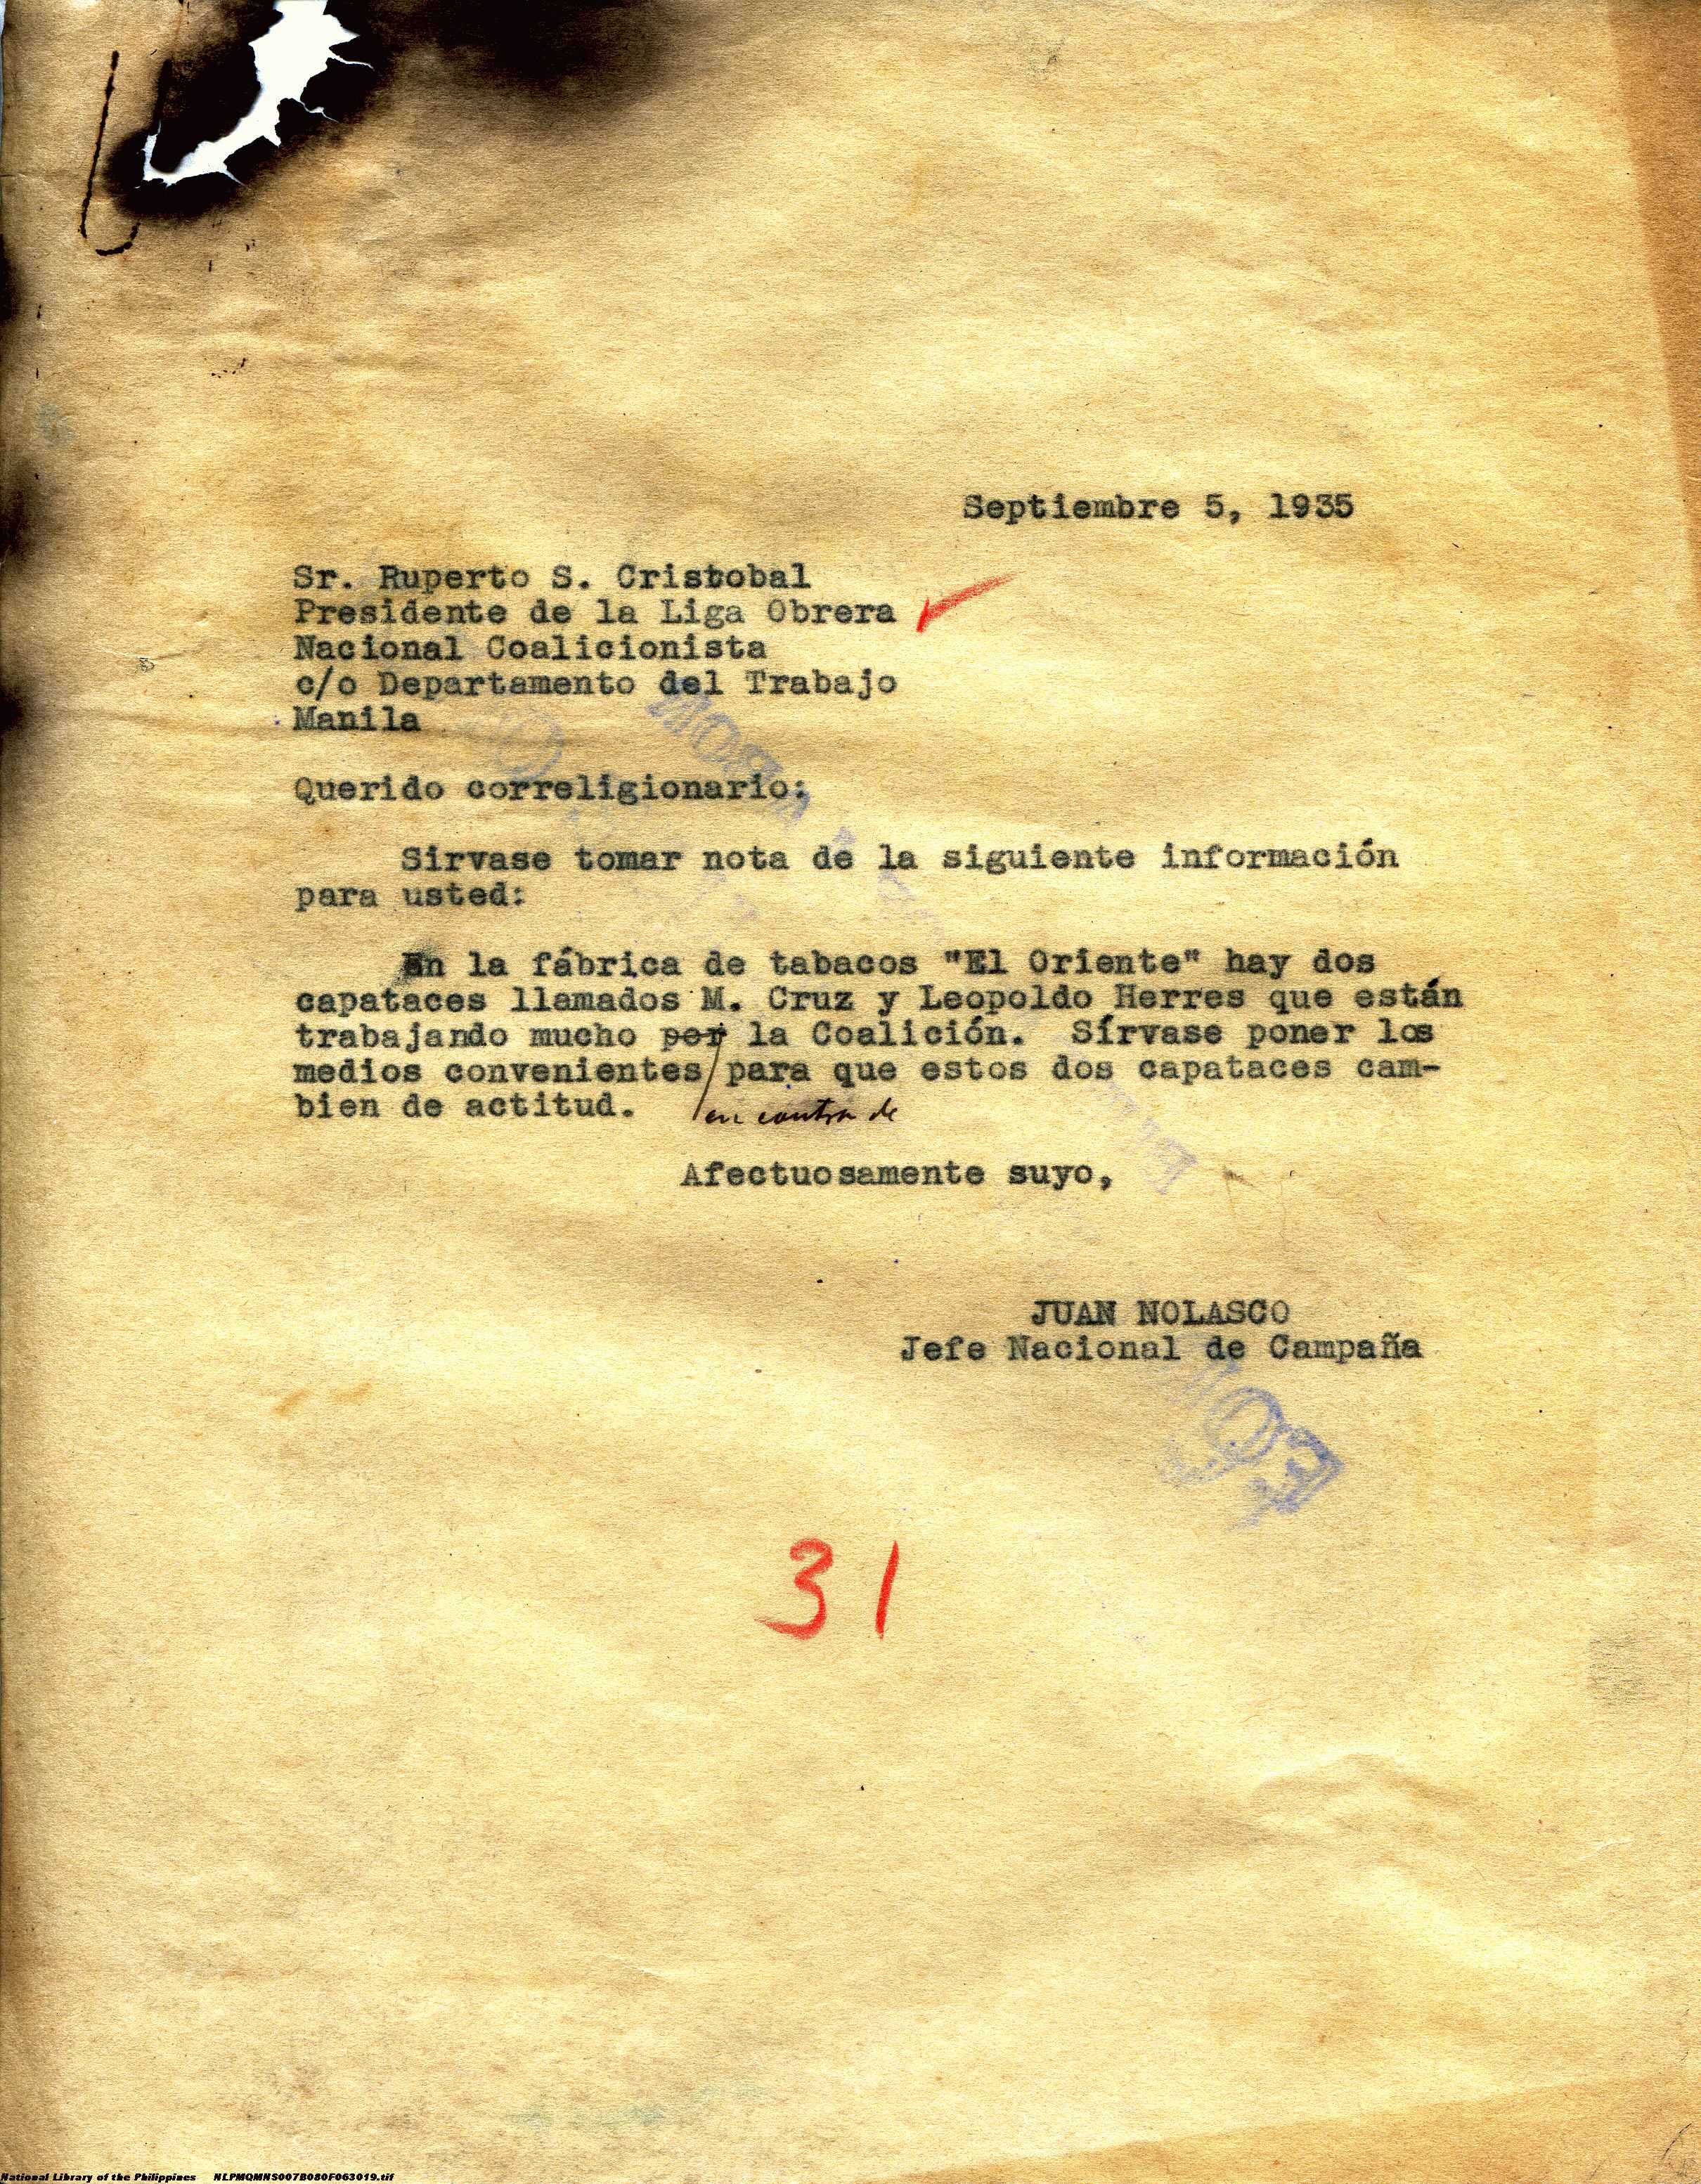 Septiembre 5, 1935
Sr. Ruperto S. Cristobal
Presidente de la Liga Obrera
Nacional Coalicionista
c/o Departamento del Trabajo
Manila
Querido correligionario:
Sirvase tomar nota de la siguiente información
para usted:
En la fábrica de tabacos "El Oriente" hay dos
capataces llamados M. Cruz y Leopoldo Herres que están
trabajando mucho por la Coalición. Sírvase poner los
medios convenientes para que estos dos capataces cam-
bien de actitud.
en contra de
Afectuosamente suyo,
JUAN NOLASCO
Jefe Nacional de Campaña
31
National Library of the Philippines NLPMQMNS007B080F063019.tif